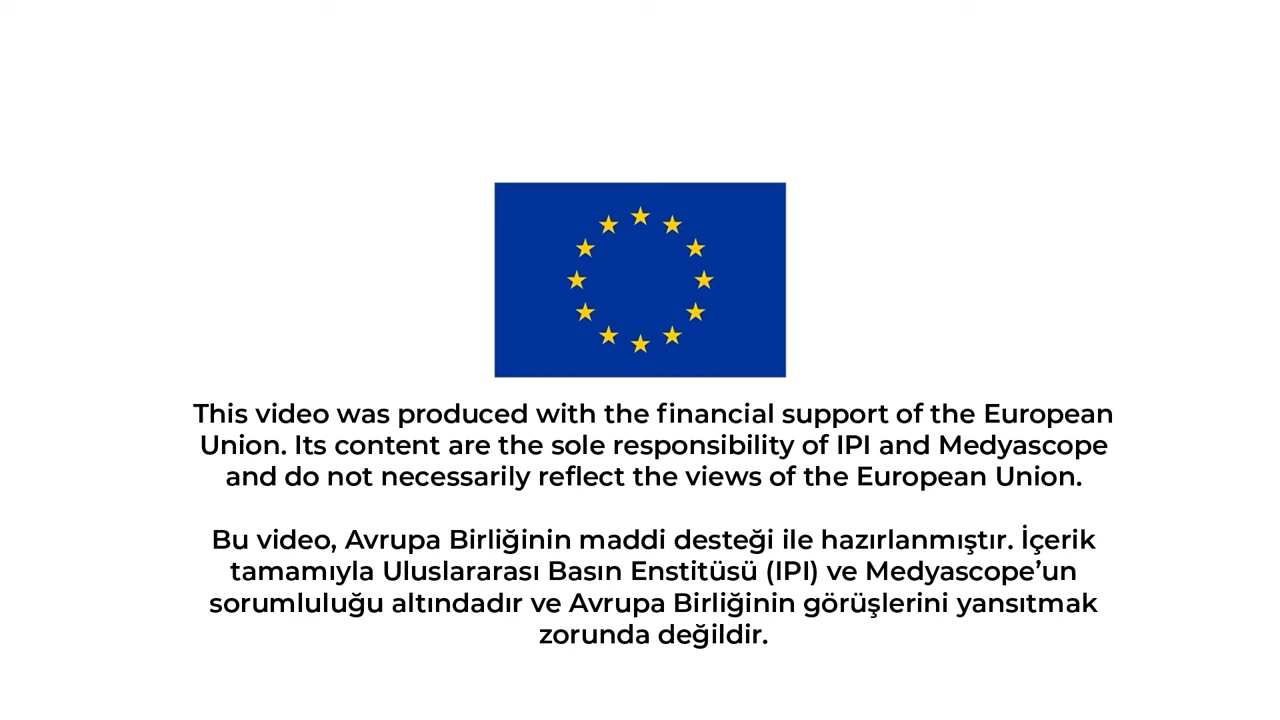 This video was produced with the financial support of the European
Union. Its content are the sole responsibility of IPI and Medyascope
and do not necessarily reflect the views of the European Union.
Bu video, Avrupa Birliğinin maddi desteği ile hazırlanmıştır. İçerik
tamamıyla Uluslararası Basın Enstitüsü (IPI) ve Medyascope’un
sorumluluğu altındadır ve Avrupa Birliğinin görüşlerini yansıtmak
zorunda değildir.